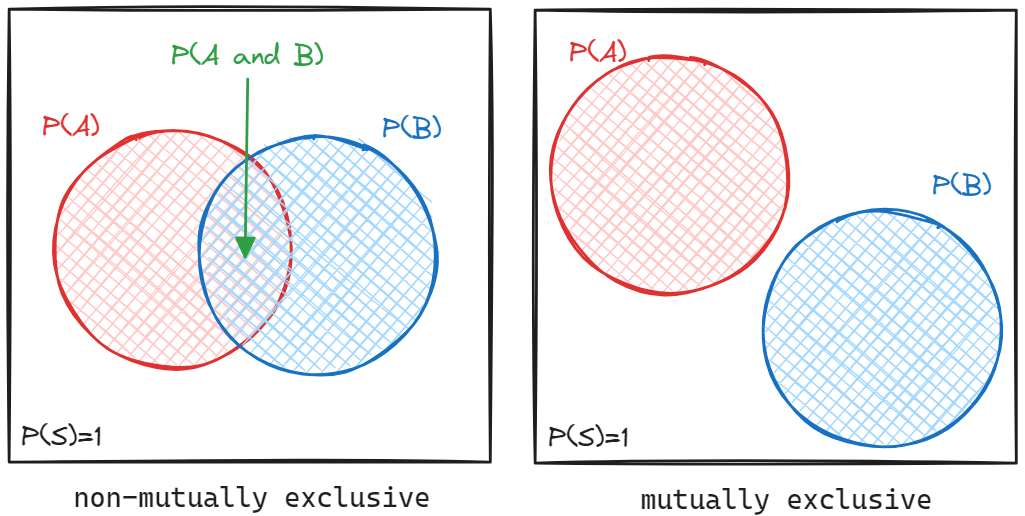 P(A and B)
P(A)
P(B)
P(S)=1
non-mutually exclusive
P(A)
P(B)
P(S)=1
mutually exclusive